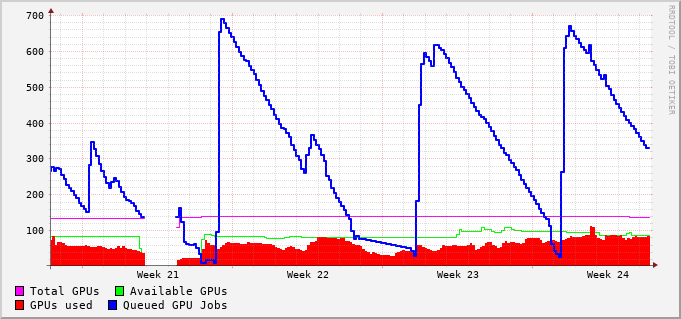 700
600
500
400
300
200
100
Week 21 Week 22 Week 23 Week 24
Total GPUs Available GPUs
GPUs used Queued GPU Jobs
RRDTOOL / TOBI OETIKER